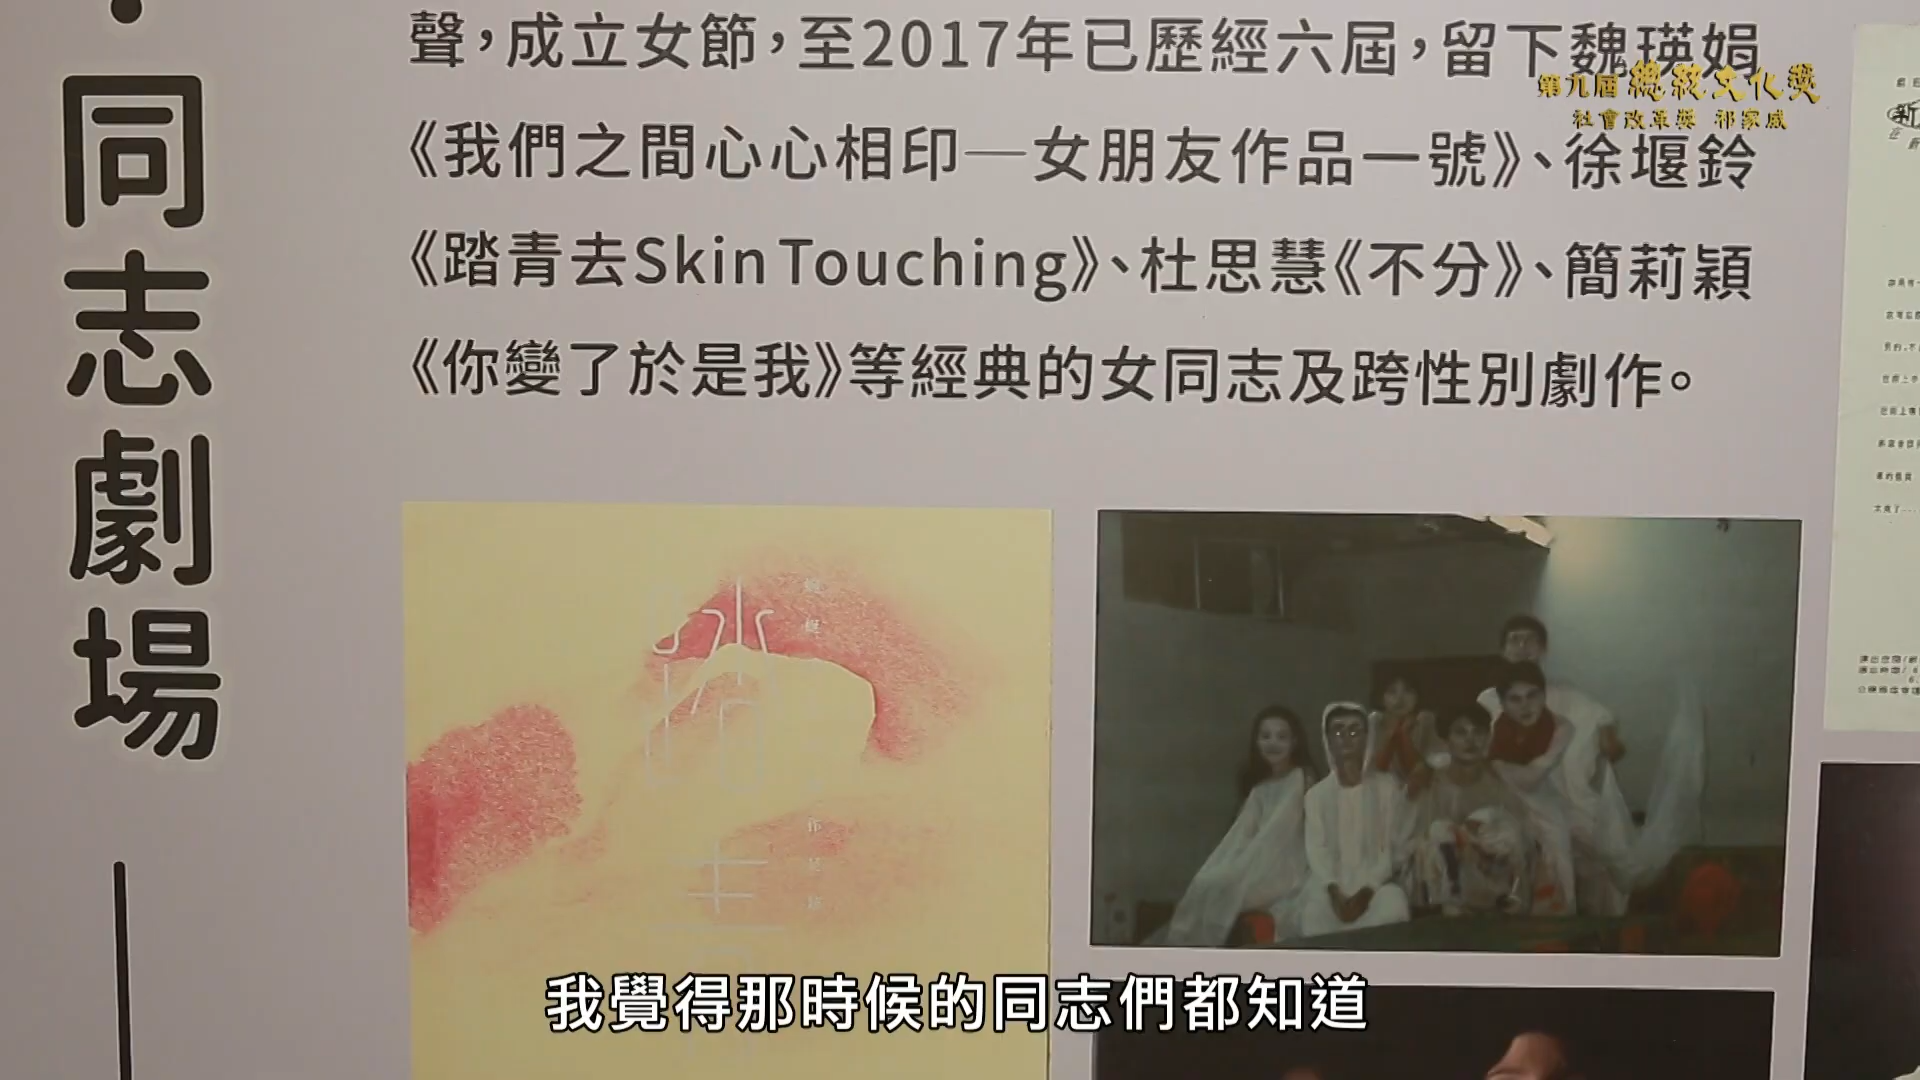 同志劇場
聲，成立女節，至2017年已歷經六屆，留下魏瑛娟
《我們之間心心相印—女朋友作品一號》、徐堰鈴
《踏青去Skin Touching》、杜思慧《不分》、簡莉穎
《你變了於是我》等經典的女同志及跨性別劇作。
第九屆 總統文化獎
社會改革獎 祁家威
我覺得那時候的同志們都知道